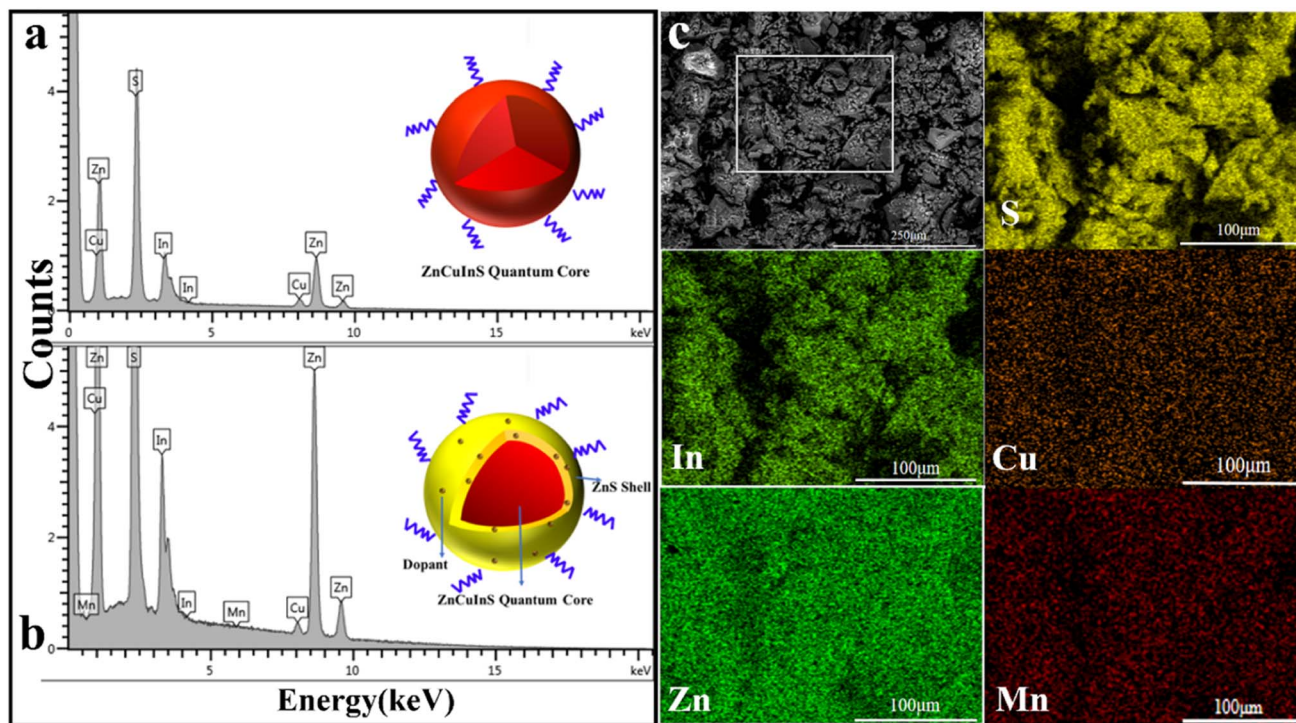 a
Counts
4
2
0
S
Zn
Cu
In
In
Cu
Zn
Zn
ZnCuInS Quantum Core
0
5
10
15
keV
4
2
0
Zn
S
Zn
Cu
In
Mn
In
Mn
Cu
Zn
ZnS Shell
Dopant
ZnCuInS Quantum Core
b
5
10
15
keV
Energy(keV)
c
250μm
S
100μm
In
100μm
Cu
100μm
Zn
100μm
Mn
100μm